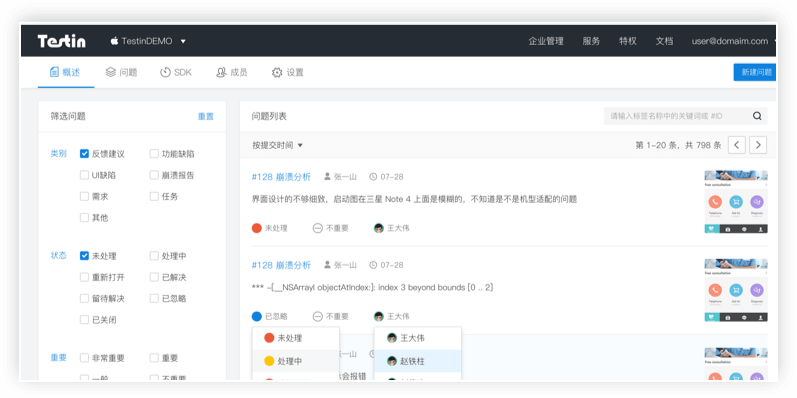 Testin TestinDEMO 企业管理 服务 特权 文档 user@domaim.com
概述 问题 SDK 成员 设置 新建问题
筛选问题 重置
类别 反馈建议 功能缺陷
UI缺陷 崩溃报告
需求 任务
其他
状态 未处理 处理中
重新打开 已解决
留待解决 已忽略
已关闭
重要 非常重要 重要
一般 不重要
问题列表 请输入标签名称中的关键词或 #ID
按提交时间 第 1-20 条，共 798 条
#128 崩溃分析 张一山 07-28
界面设计的不够细致，启动图在三星 Note 4 上面是模糊的，不知道是不是机型适配的问题
未处理 不重要 王大伟
#128 崩溃分析 张一山 07-28
*** -[__NSArrayI objectAtIndex:]: index 3 beyond bounds [0 .. 2]
已忽略 不重要 王大伟
未处理 王大伟
处理中 一山 赵铁柱
会报错
free consultation
free consultation